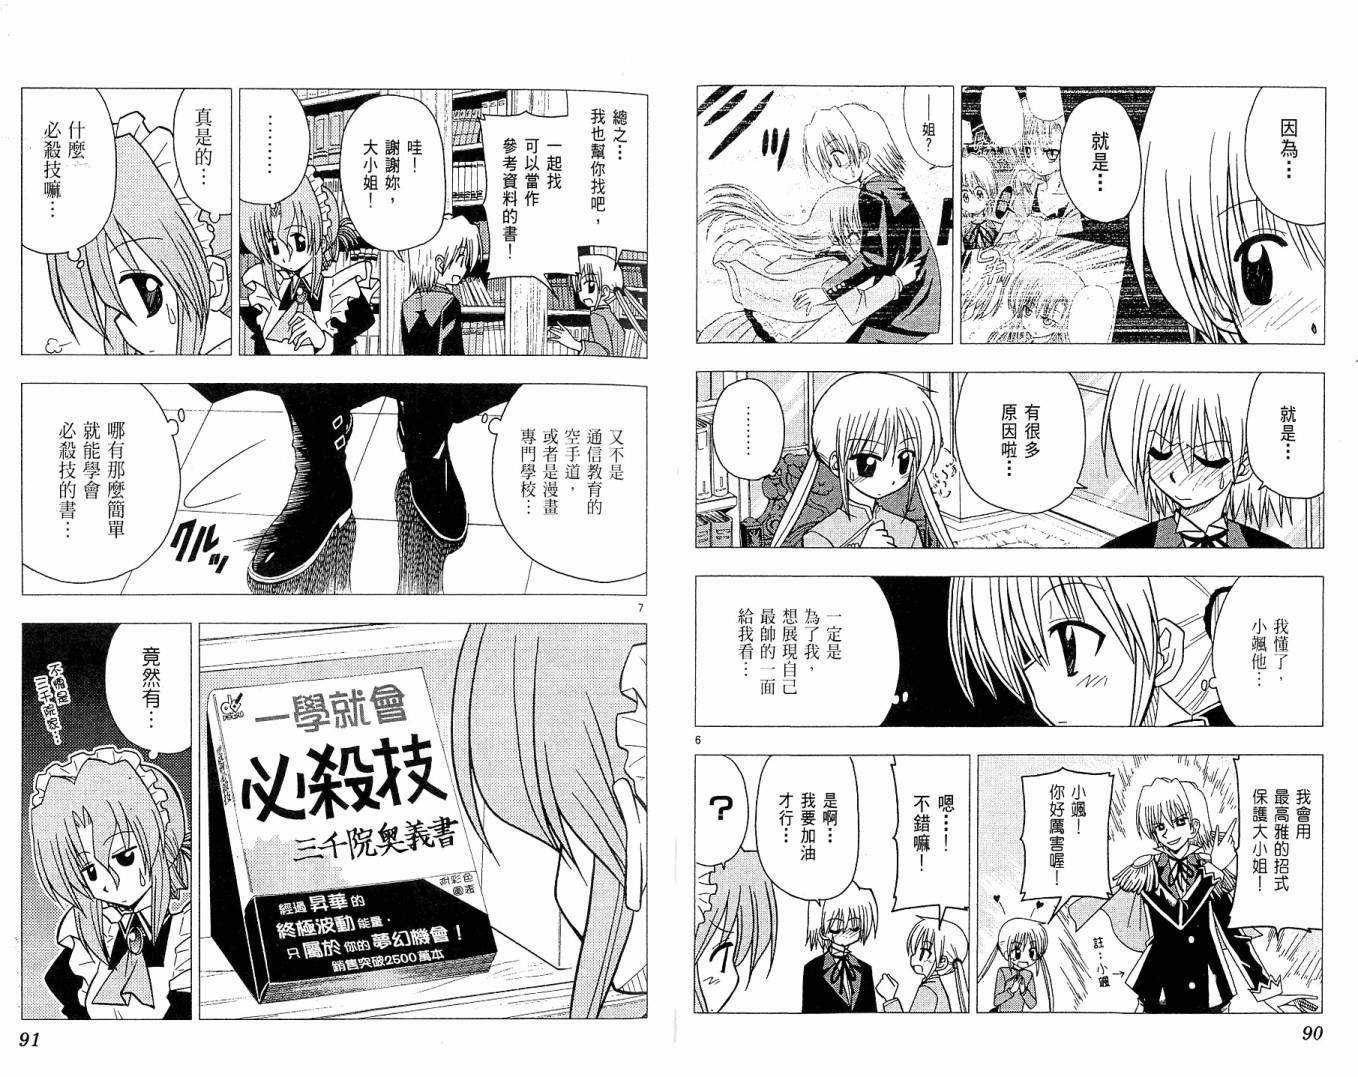 因為…
就是…
─姐？
就是…
有很多
原因啦…
………
我懂了，
小颯他…
一定是
為了我，
想展現自己
最帥的一面
給我看…
6
我會用
最高雅的招式
保護大小姐！
小颯！
你好厲害喔！
註…小颯
嗯…！
不錯嘛！
是啊…
我要加油
才行…
？
90
總之…
我也幫你找吧，
一起找
可以當作
參考資料的書！
哇！
謝謝妳，
大小姐！
………
真是的…
什麼
必殺技嘛…
又不是
通信教育的
空手道，
或者是漫畫
專門學校…
哪有那麼簡單
就能學會
必殺技的書…
クルッ
7
一學就會
必殺技
三千院奧義書
兩彩色
圖表
經過昇華的
終極波動能量．
只屬於你的夢幻機會！
銷售突破2500萬本
竟然有…
不愧是
三千院家…
91